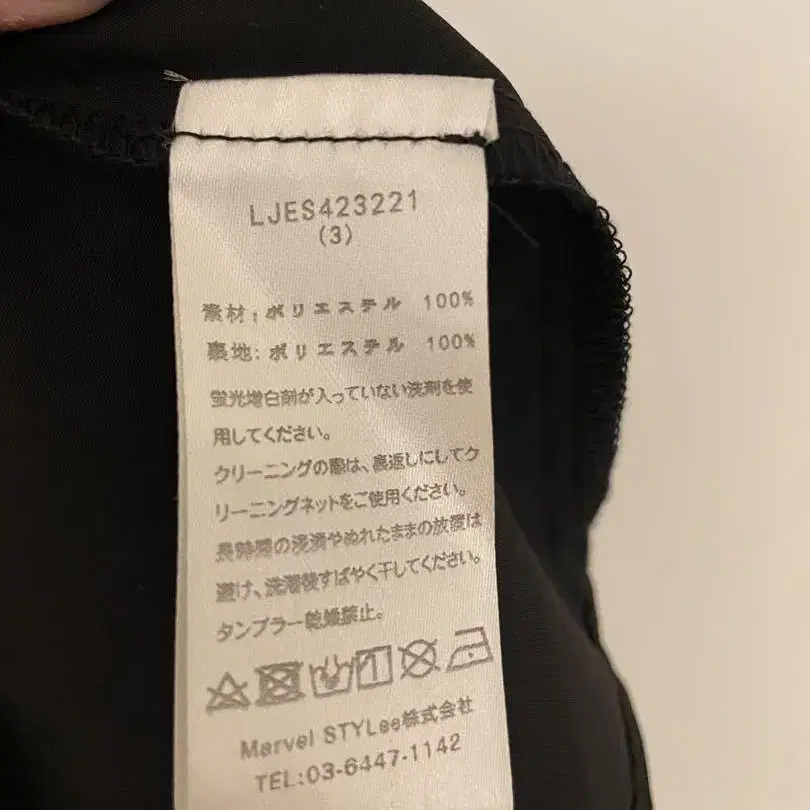 LJES423221
(3)
素材：ポリエステル 100%
裏地：ポリエステル 100%
蛍光増白剤が入っていない洗剤を使
用してください。
クリーニングの際は、裏返しにしてク
リーニングネットをご使用ください。
長時間の浸漬やぬれたままの放置は
避け、洗濯後すばやく干してください。
タンブラー乾燥禁止。
Marvel STYLee株式会社
TEL:03-6447-1142